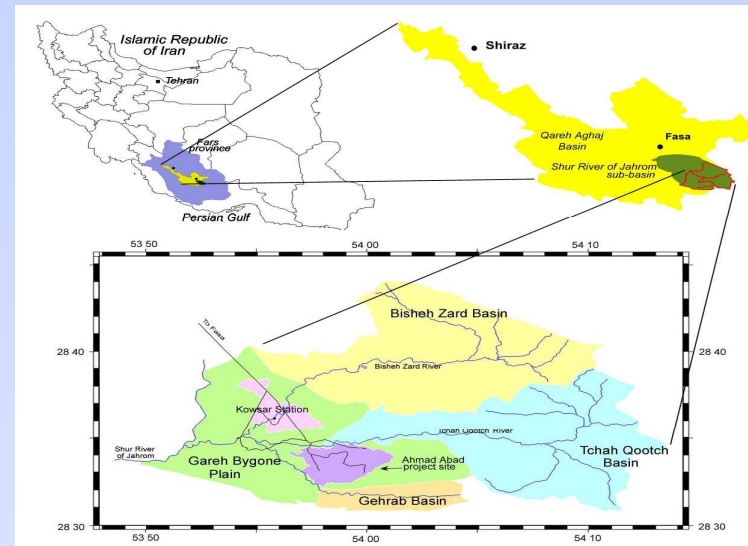 Islamic Republic
of Iran
Tehran
Fars
province
Persian Gulf
Shiraz
Qareh Aghaj
Basin
Fasa
Shur River of Jahrom
sub-basin
53 50
54 00
54 10
28 40
28 40
To Fasa
Bisheh Zard Basin
Bisheh Zard River
Kowsar Station
Tchah Qootch River
Shur River
of Jahrom
Gareh Bygone
Plain
Ahmad Abad
project site
Tchah Qootch
Basin
Gehrab Basin
28 30
28 30
53 50
54 00
54 10